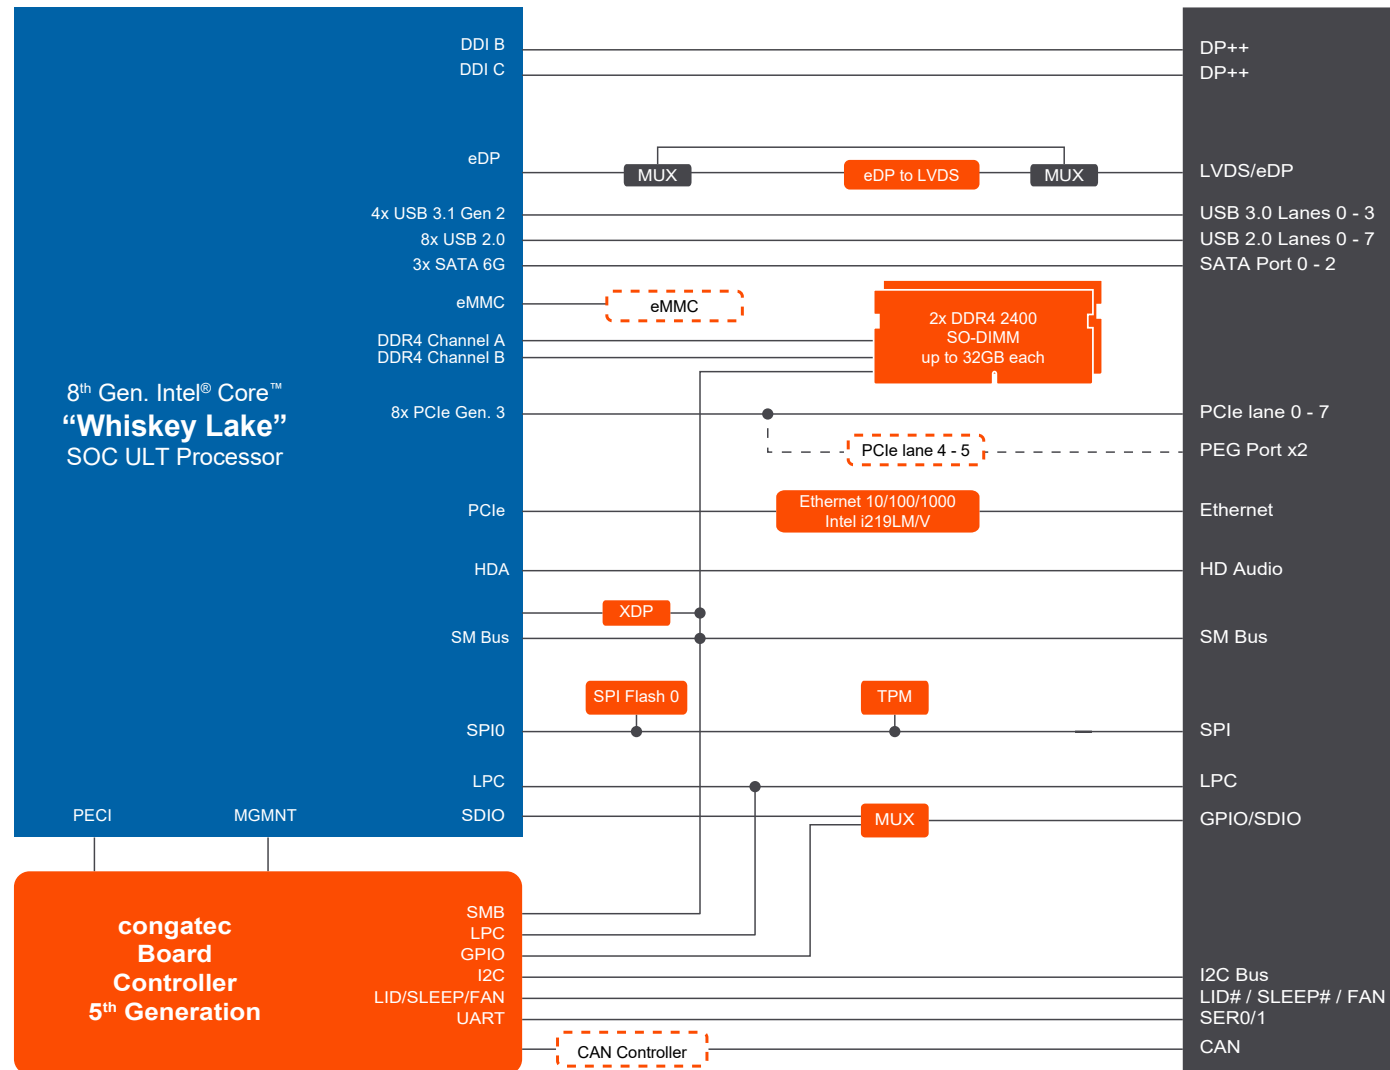 DDI B
DP++
DDI C
DP++
eDP
MUX
eDP to LVDS
MUX
LVDS/eDP
4x USB 3.1 Gen 2
USB 3.0 Lanes 0 - 3
8x USB 2.0
USB 2.0 Lanes 0 - 7
3x SATA 6G
SATA Port 0 - 2
eMMC
eMMC
2x DDR4 2400
SO-DIMM
up to 32GB each
DDR4 Channel A
DDR4 Channel B
8th Gen. Intel® Core™
“Whiskey Lake”
SOC ULT Processor
8x PCIe Gen. 3
PCIe lane 0 - 7
PCIe lane 4 - 5
PEG Port x2
PCIe
Ethernet 10/100/1000
Intel i219LM/V
Ethernet
HDA
HD Audio
XDP
SM Bus
SM Bus
SPI Flash 0
TPM
SPI0
SPI
LPC
LPC
PECI
MGMNT
SDIO
MUX
GPIO/SDIO
congatec
Board
Controller
5th Generation
SMB
LPC
GPIO
I2C
I2C Bus
LID/SLEEP/FAN
LID# / SLEEP# / FAN
UART
SER0/1
CAN Controller
CAN